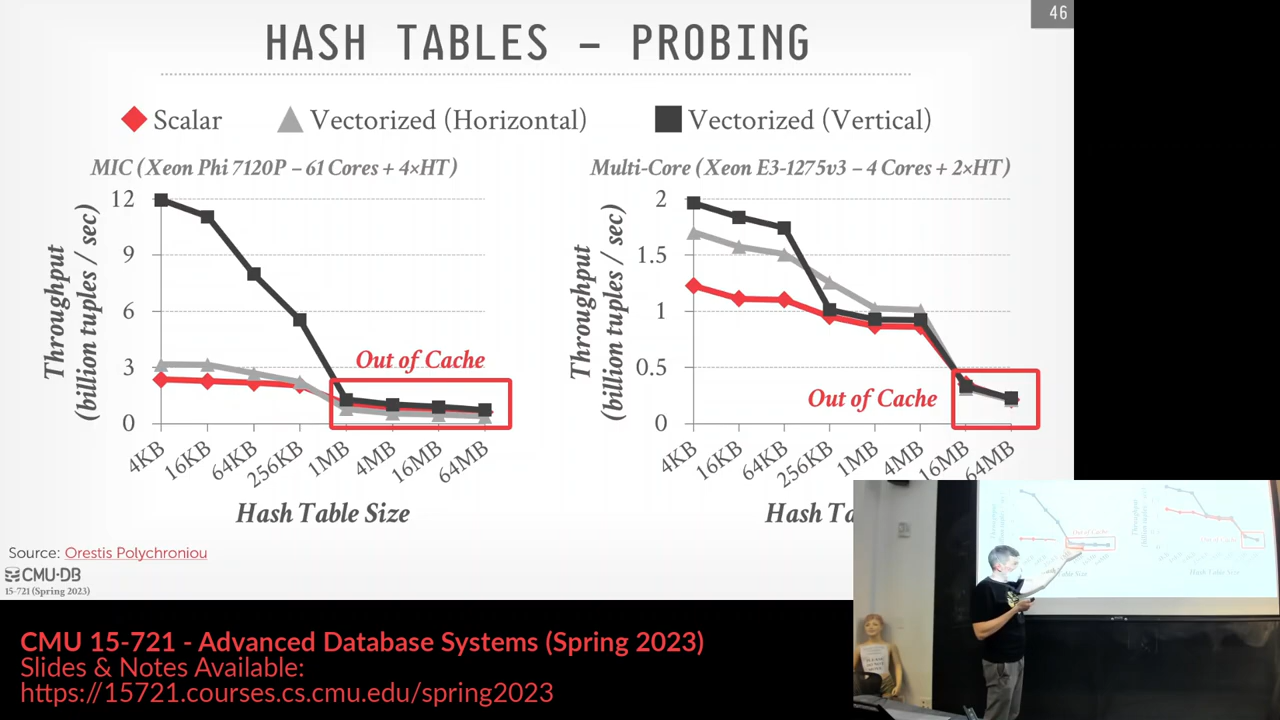 46
HASH TABLES – PROBING
Scalar
Vectorized (Horizontal)
Vectorized (Vertical)
MIC (Xeon Phi 7120P – 61 Cores + 4×HT)
Throughput
(billion tuples / sec)
12
9
6
3
0
Out of Cache
4KB
16KB
64KB
256KB
1MB
4MB
16MB
64MB
Hash Table Size
Multi-Core (Xeon E3-1275v3 – 4 Cores + 2×HT)
Throughput
(billion tuples / sec)
2
1.5
1
0.5
0
Out of Cache
4KB
16KB
64KB
256KB
1MB
4MB
16MB
64MB
Hash Ta
Source: Orestis Polychroniou
CMU·DB
15-721 (Spring 2023)
CMU 15-721 - Advanced Database Systems (Spring 2023)
Slides & Notes Available:
https://15721.courses.cs.cmu.edu/spring2023